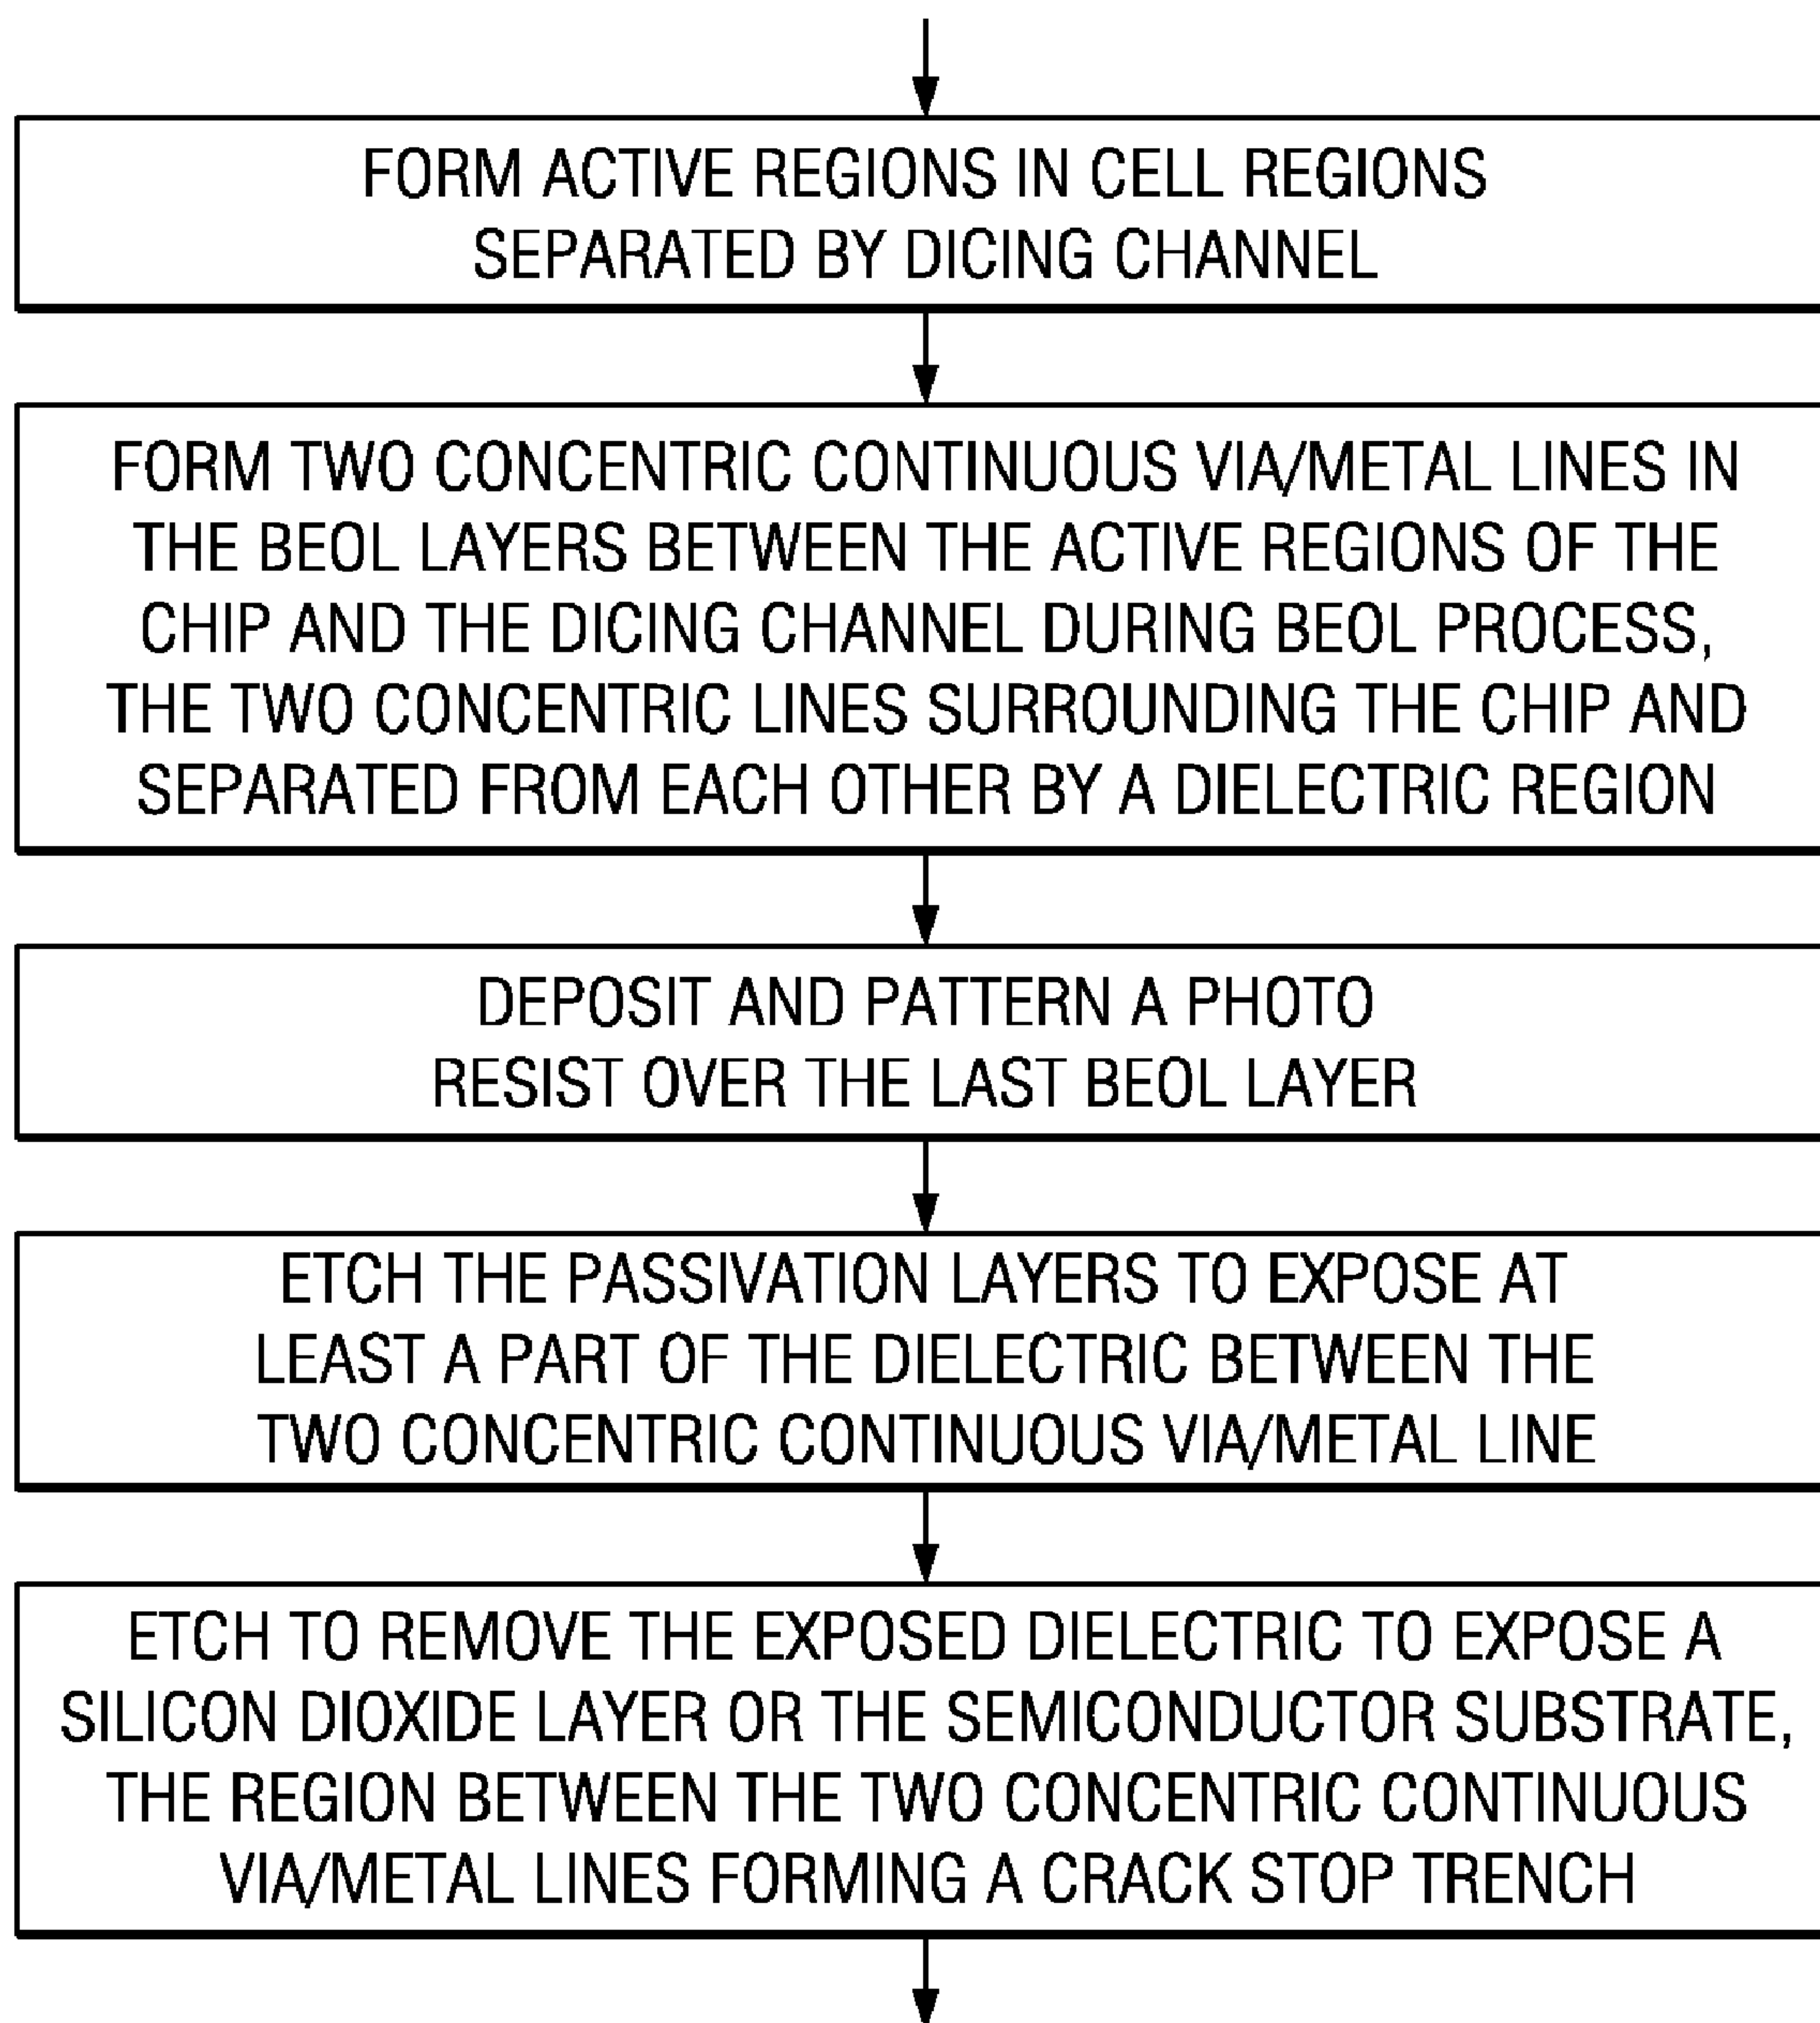 FORM ACTIVE REGIONS IN CELL REGIONS
SEPARATED BY DICING CHANNEL
FORM TWO CONCENTRIC CONTINUOUS VIA/METAL LINES IN
THE BEOL LAYERS BETWEEN THE ACTIVE REGIONS OF THE
CHIP AND THE DICING CHANNEL DURING BEOL PROCESS,
THE TWO CONCENTRIC LINES SURROUNDING THE CHIP AND
SEPARATED FROM EACH OTHER BY A DIELECTRIC REGION
DEPOSIT AND PATTERN A PHOTO
RESIST OVER THE LAST BEOL LAYER
ETCH THE PASSIVATION LAYERS TO EXPOSE AT
LEAST A PART OF THE DIELECTRIC BETWEEN THE
TWO CONCENTRIC CONTINUOUS VIA/METAL LINE
ETCH TO REMOVE THE EXPOSED DIELECTRIC TO EXPOSE A
SILICON DIOXIDE LAYER OR THE SEMICONDUCTOR SUBSTRATE,
THE REGION BETWEEN THE TWO CONCENTRIC CONTINUOUS
VIA/METAL LINES FORMING A CRACK STOP TRENCH